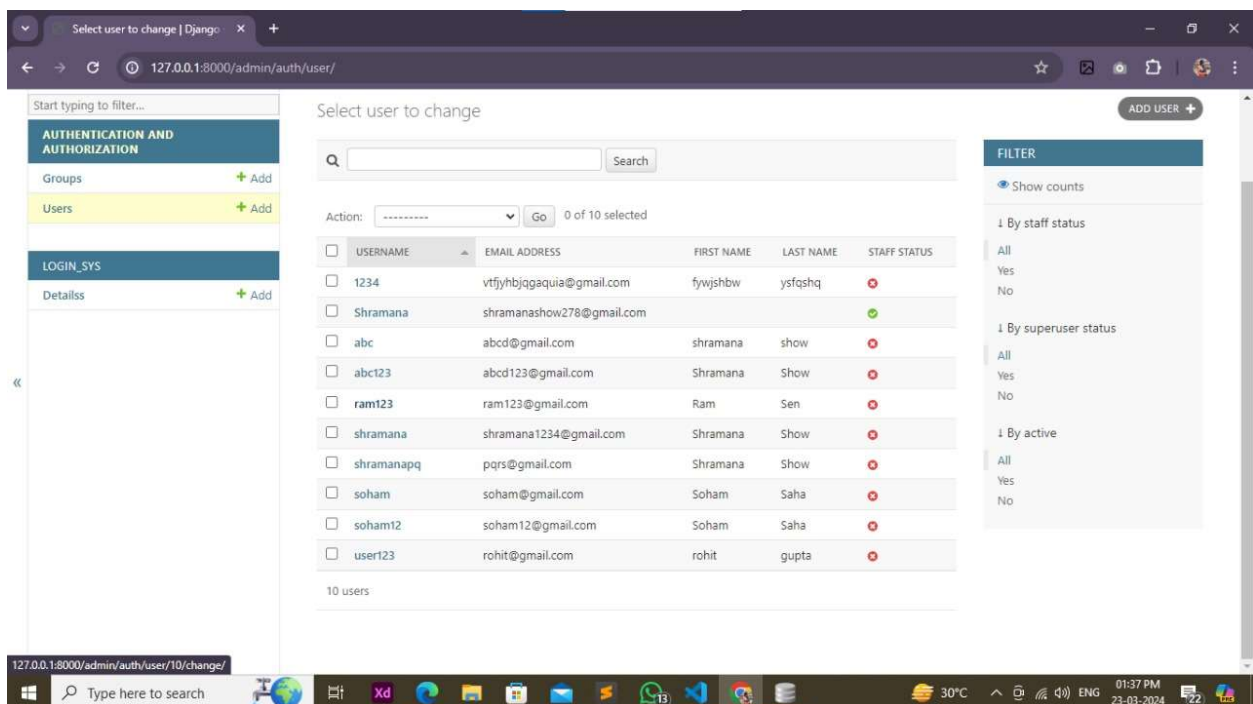 Select user to change | Django
127.0.0.1:8000/admin/auth/user/
Start typing to filter...
AUTHENTICATION AND
AUTHORIZATION
Groups + Add
Users + Add
LOGIN_SYS
Detailss + Add
Select user to change
ADD USER +
Search
Action: --------- Go 0 of 10 selected
USERNAME EMAIL ADDRESS FIRST NAME LAST NAME STAFF STATUS
1234 vtfjyhbjqgaquia@gmail.com fywjshbw ysfqshq
Shramana shramanashow278@gmail.com
abc abcd@gmail.com shramana show
abc123 abcd123@gmail.com Shramana Show
ram123 ram123@gmail.com Ram Sen
shramana shramana1234@gmail.com Shramana Show
shramanapq pqrs@gmail.com Shramana Show
soham soham@gmail.com Soham Saha
soham12 soham12@gmail.com Soham Saha
user123 rohit@gmail.com rohit gupta
10 users
FILTER
Show counts
↓ By staff status
All
Yes
No
↓ By superuser status
All
Yes
No
↓ By active
All
Yes
No
127.0.0.1:8000/admin/auth/user/10/change/
Type here to search
Xd
13
30°C
ENG
01:37 PM
23-03-2024
22